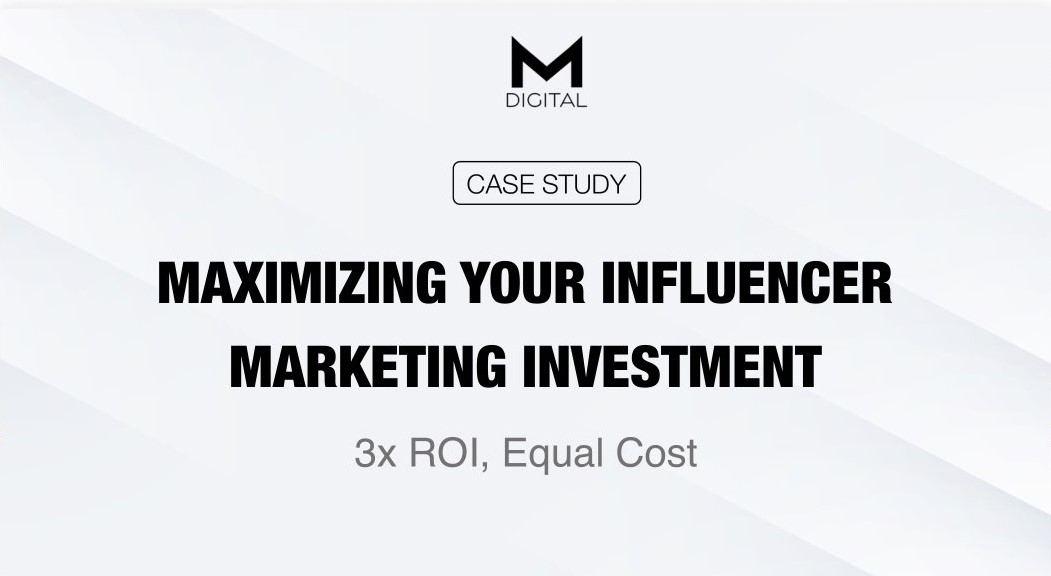 M
DIGITAL
CASE STUDY
MAXIMIZING YOUR INFLUENCER
MARKETING INVESTMENT
3x ROI, Equal Cost